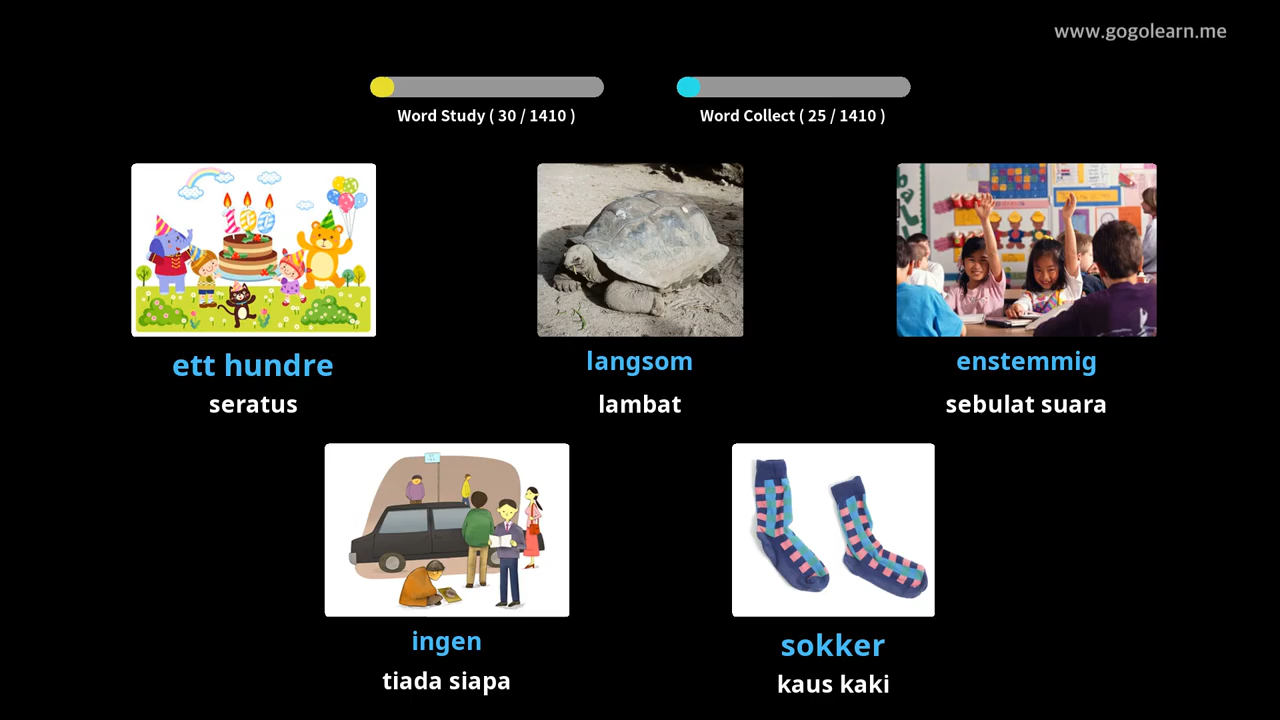 www.gogolearn.me
Word Study ( 30 / 1410 )
Word Collect ( 25 / 1410 )
100
ett hundre
langsom
enstemmig
seratus
lambat
sebulat suara
ingen
sokker
tiada siapa
kaus kaki